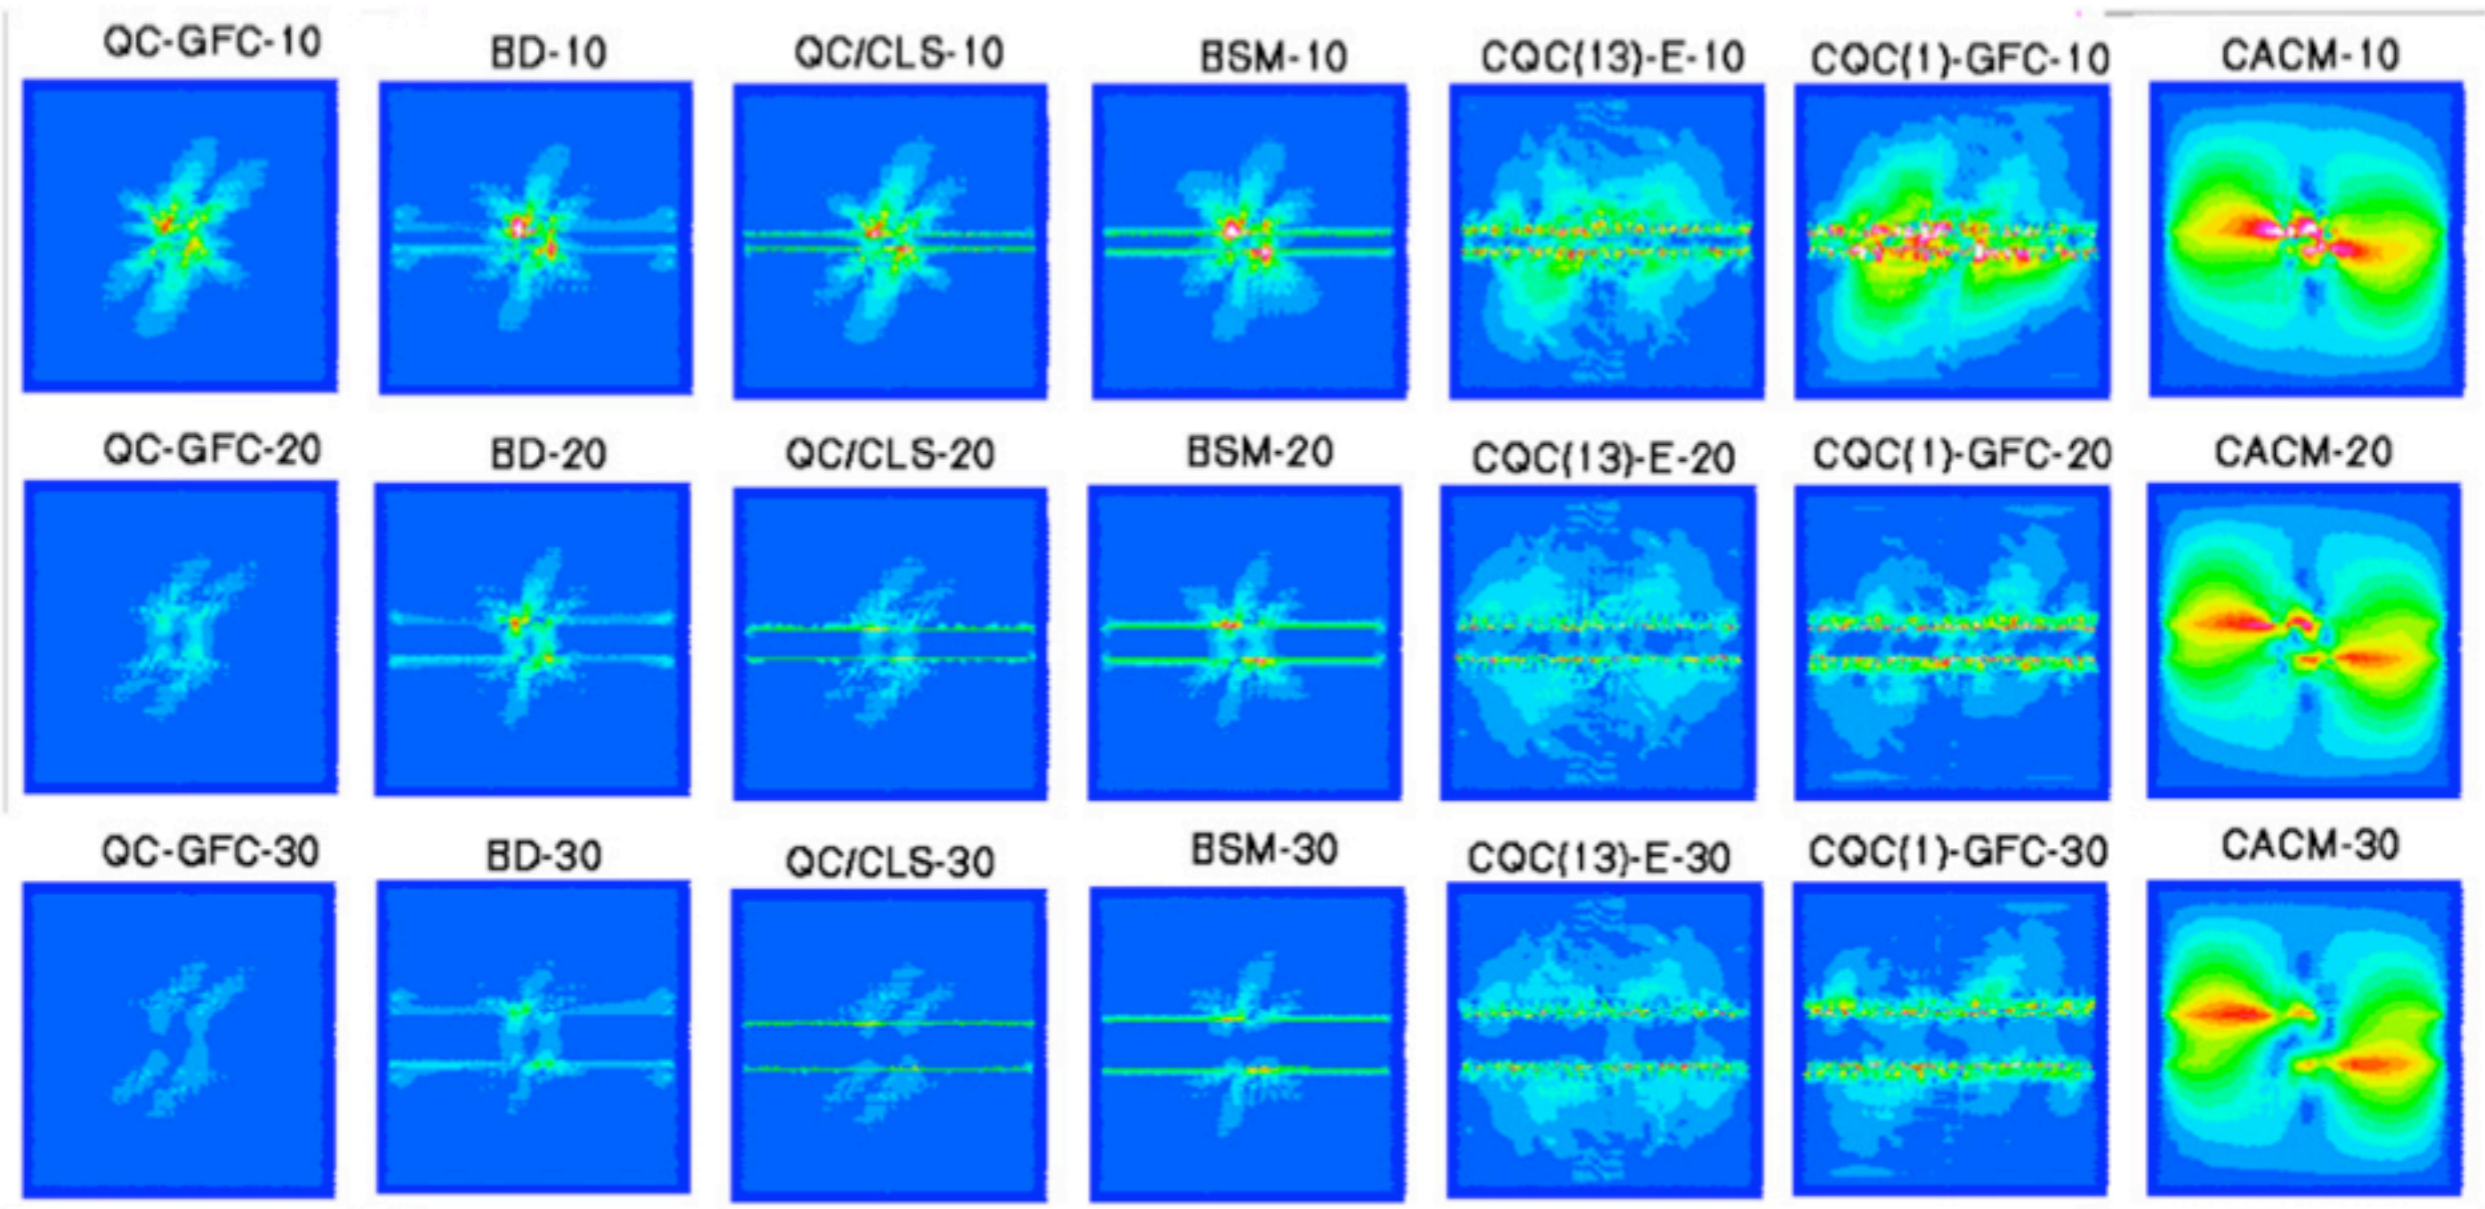 QC-GFC-10 BD-10 QC/CLS-10 BSM-10 CQC(13)-E-10 CQC(1)-GFC-10 CACM-10
QC-GFC-20 BD-20 QC/CLS-20 BSM-20 CQC(13)-E-20 CQC(1)-GFC-20 CACM-20
QC-GFC-30 BD-30 QC/CLS-30 BSM-30 CQC(13)-E-30 CQC(1)-GFC-30 CACM-30